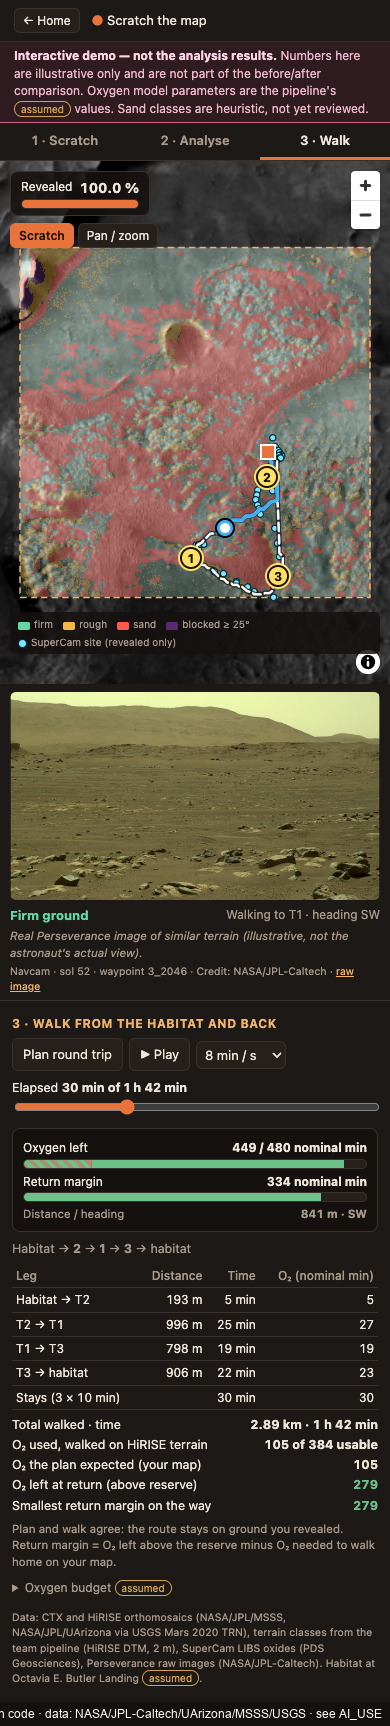 ← Home
Scratch the map
Interactive demo — not the analysis results. Numbers here
are illustrative only and are not part of the before/after
comparison. Oxygen model parameters are the pipeline's
assumed values. Sand classes are heuristic, not yet reviewed.
1 · Scratch
2 · Analyse
3 · Walk
Revealed 100.0 %
+
−
Scratch
Pan / zoom
2
1
3
firm
rough
sand
blocked ≥ 25°
SuperCam site (revealed only)
Firm ground
Walking to T1 · heading SW
Real Perseverance image of similar terrain (illustrative, not the
astronaut's actual view).
Navcam · sol 52 · waypoint 3_2046 · Credit: NASA/JPL-Caltech · raw
image
3 · WALK FROM THE HABITAT AND BACK
Plan round trip
▶ Play
8 min / s
Elapsed 30 min of 1 h 42 min
Oxygen left 449 / 480 nominal min
Return margin 334 nominal min
Distance / heading 841 m · SW
Habitat → 2 → 1 → 3 → habitat
Leg Distance Time O₂ (nominal min)
Habitat → T2 193 m 5 min 5
T2 → T1 996 m 25 min 27
T1 → T3 798 m 19 min 19
T3 → habitat 906 m 22 min 23
Stays (3 × 10 min) 30 min 30
Total walked · time 2.89 km · 1 h 42 min
O₂ used, walked on HiRISE terrain 105 of 384 usable
O₂ the plan expected (your map) 105
O₂ left at return (above reserve) 279
Smallest return margin on the way 279
Plan and walk agree: the route stays on ground you revealed.
Return margin = O₂ left above the reserve minus O₂ needed to walk
home on your map.
▶ Oxygen budget assumed
Data: CTX and HiRISE orthomosaics (NASA/JPL/MSSS,
NASA/JPL/UArizona via USGS Mars 2020 TRN), terrain classes from the
team pipeline (HiRISE DTM, 2 m), SuperCam LIBS oxides (PDS
Geosciences), Perseverance raw images (NASA/JPL-Caltech). Habitat at
Octavia E. Butler Landing assumed.
n code · data: NASA/JPL-Caltech/UArizona/MSSS/USGS · see AI_USE